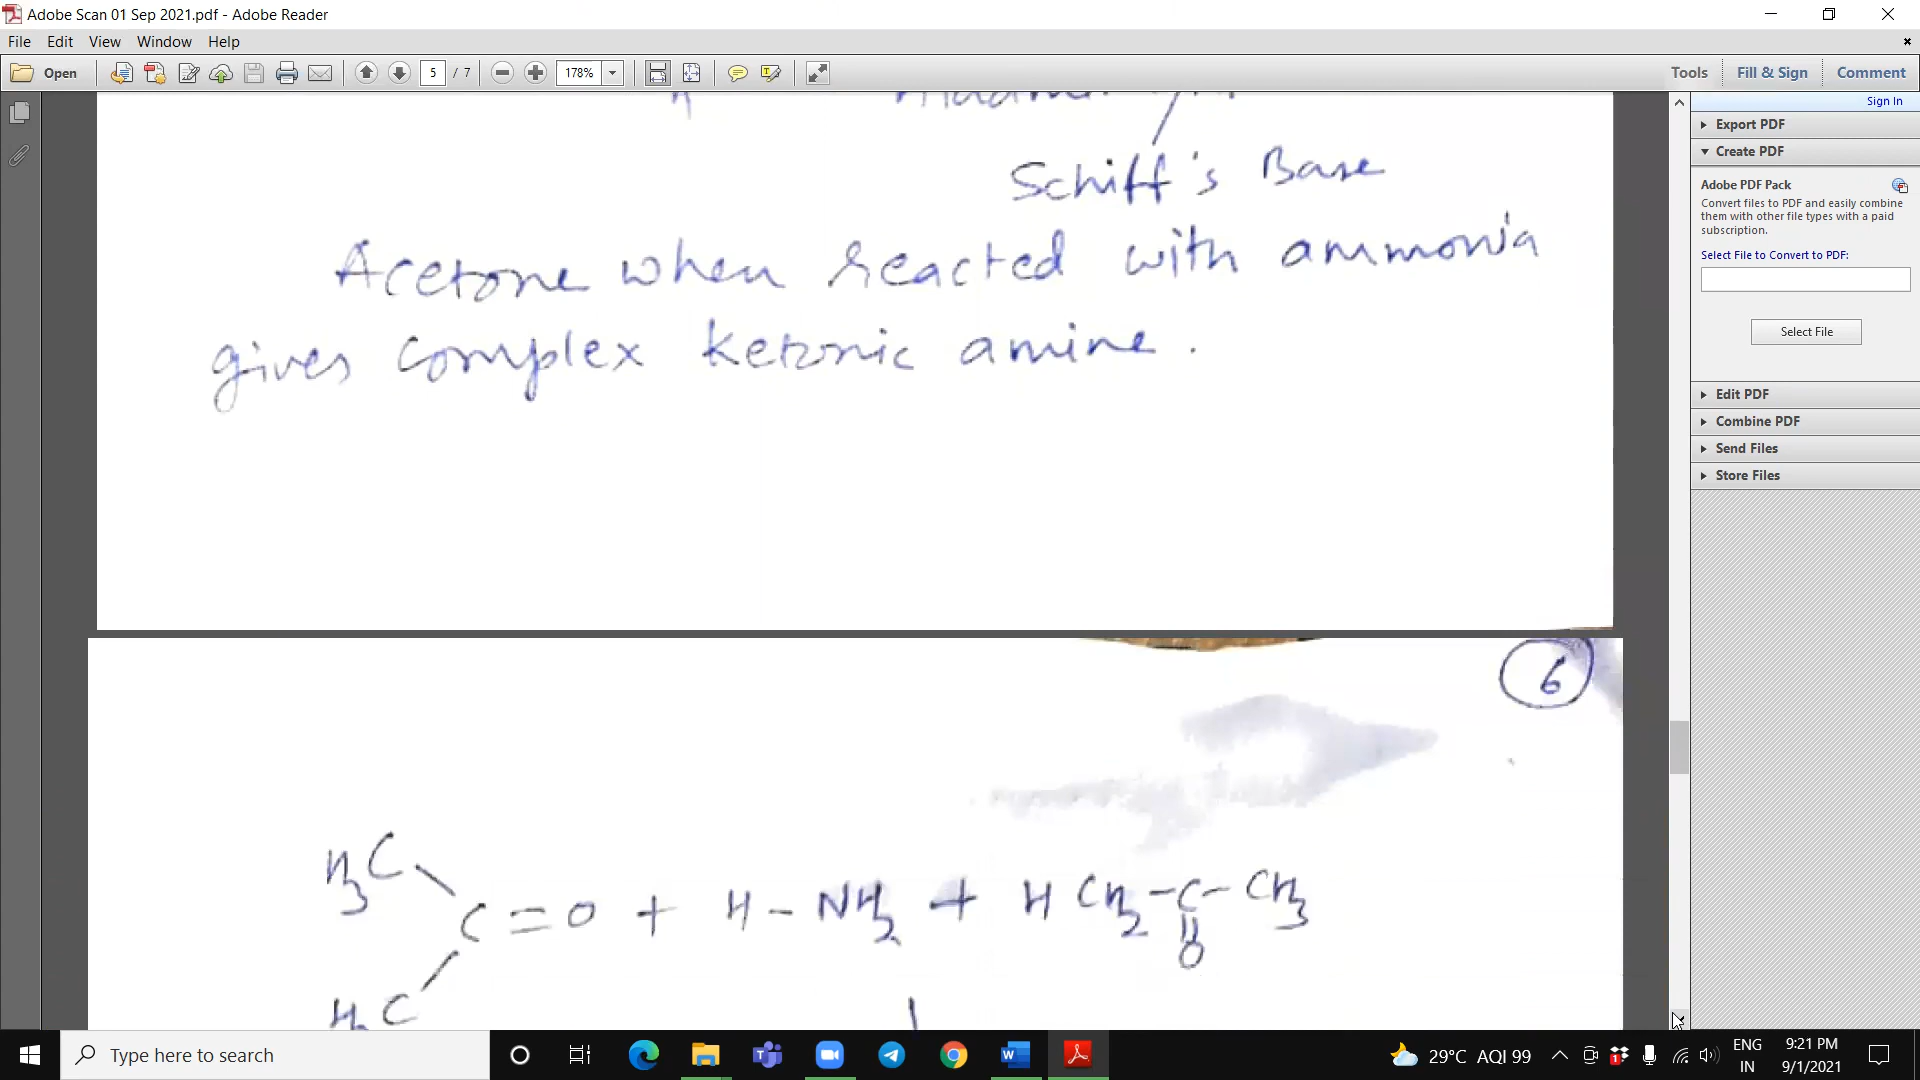 Adobe Scan 01 Sep 2021.pdf - Adobe Reader
File Edit View Window Help
Open 5 / 7 178% Tools Fill & Sign Comment
Sign In
Export PDF
Create PDF
Adobe PDF Pack
Convert files to PDF and easily combine
them with other file types with a paid
subscription.
Select File to Convert to PDF:
Select File
Edit PDF
Combine PDF
Send Files
Store Files
Schiff's Base
Acetone when reacted with ammonia
gives complex ketonic amine.
6
H3C
C=O + H-NH2 + HCH2-C-CH3
O
H3C
Type here to search
29°C AQI 99
ENG
IN
9:21 PM
9/1/2021